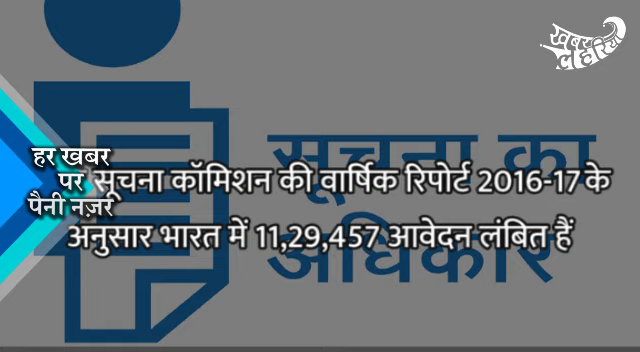 खबर
लहरिया
हर खबर
पर
पैनी नज़र
सूचना का
अधिकार
सूचना कॉमिशन की वार्षिक रिपोर्ट 2016-17 के
अनुसार भारत में 11,29,457 आवेदन लंबित हैं